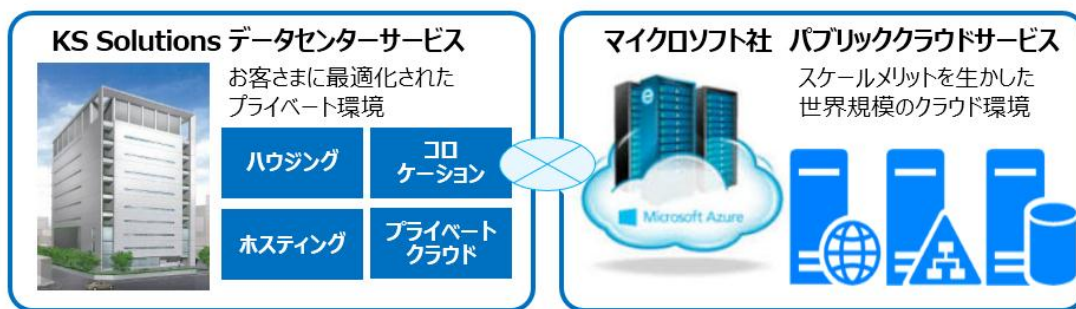 KS Solutions データセンターサービス
お客さまに最適化された
プライベート環境
ハウジング
コロ
ケーション
ホスティング
プライベート
クラウド
マイクロソフト社 パブリッククラウドサービス
スケールメリットを生かした
世界規模のクラウド環境
Microsoft Azure